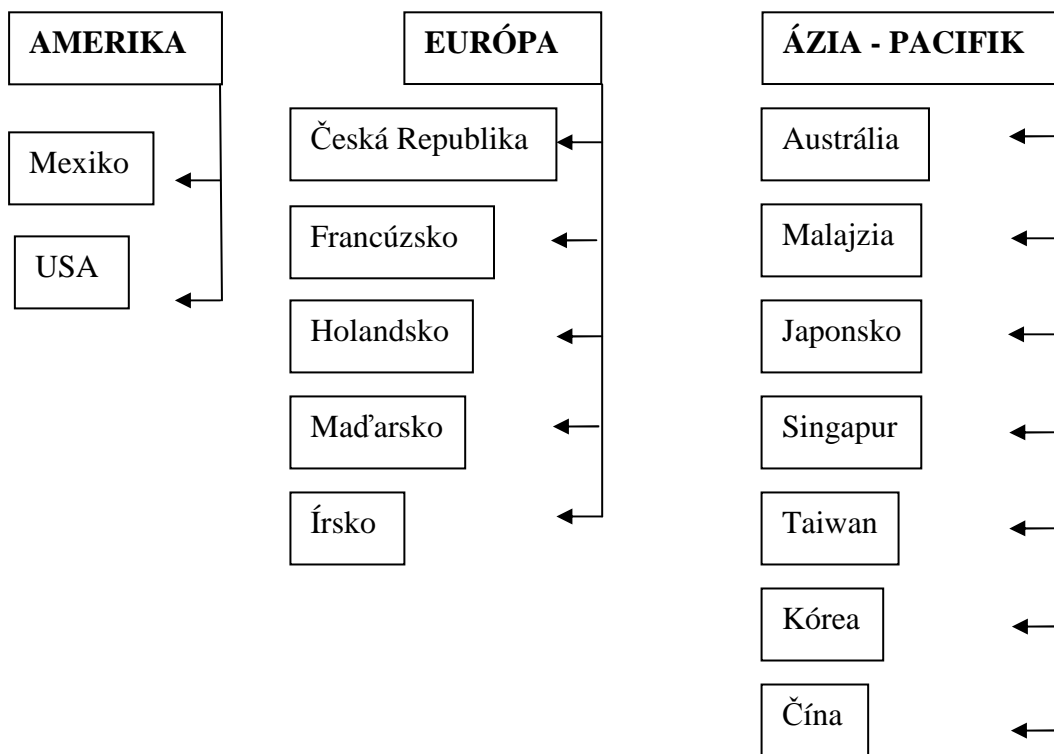 AMERIKA
Mexiko
USA
EURÓPA
Česká Republika
Francúzsko
Holandsko
Maďarsko
Írsko
ÁZIA - PACIFIK
Austrália
Malajzia
Japonsko
Singapur
Taiwan
Kórea
Čína